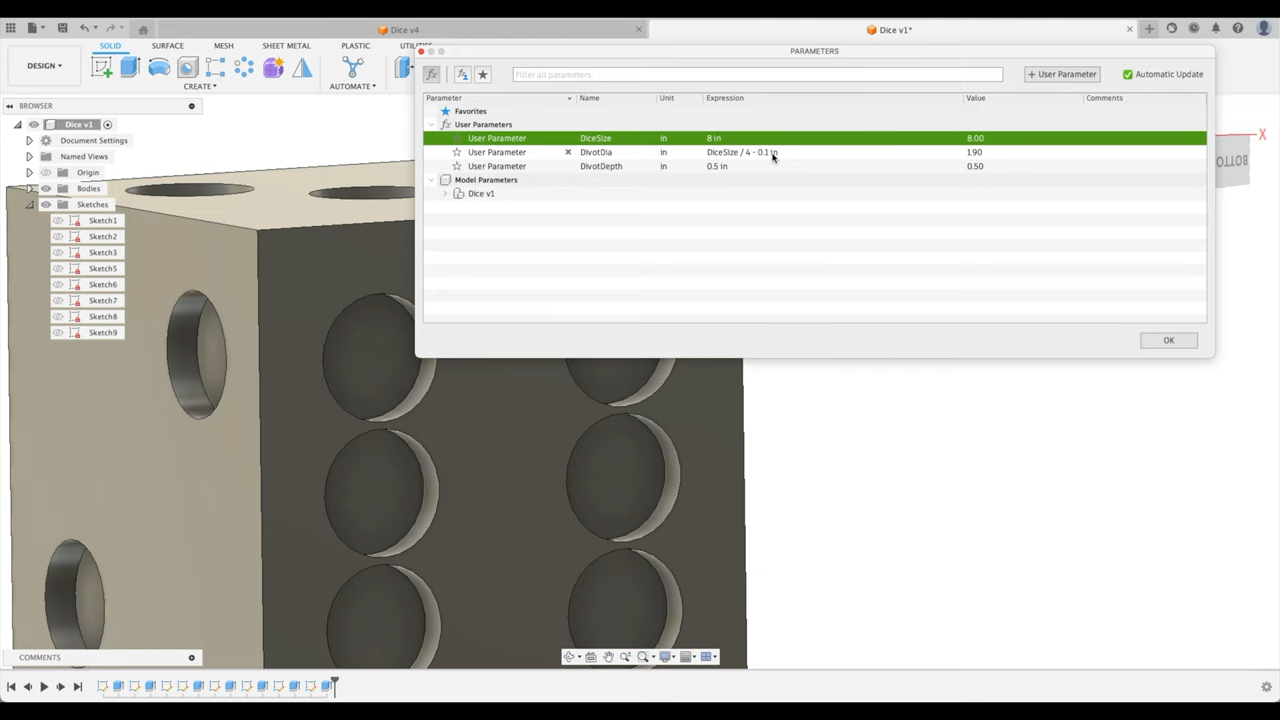 Dice v4
Dice v1*
SOLID
SURFACE
MESH
SHEET METAL
PLASTIC
UTILITIES
DESIGN
CREATE
AUTOMATE
PARAMETERS
Filter all parameters
User Parameter
Automatic Update
Parameter Name Unit Expression Value Comments
Favorites
User Parameters
User Parameter DiceSize in 8 in 8.00
User Parameter DivotDia in DiceSize / 4 - 0.1 in 1.90
User Parameter DivotDepth in 0.5 in 0.50
Model Parameters
Dice v1
OK
BROWSER
Dice v1
Document Settings
Named Views
Origin
Bodies
Sketches
Sketch1
Sketch2
Sketch3
Sketch5
Sketch6
Sketch7
Sketch8
Sketch9
X
COMMENTS